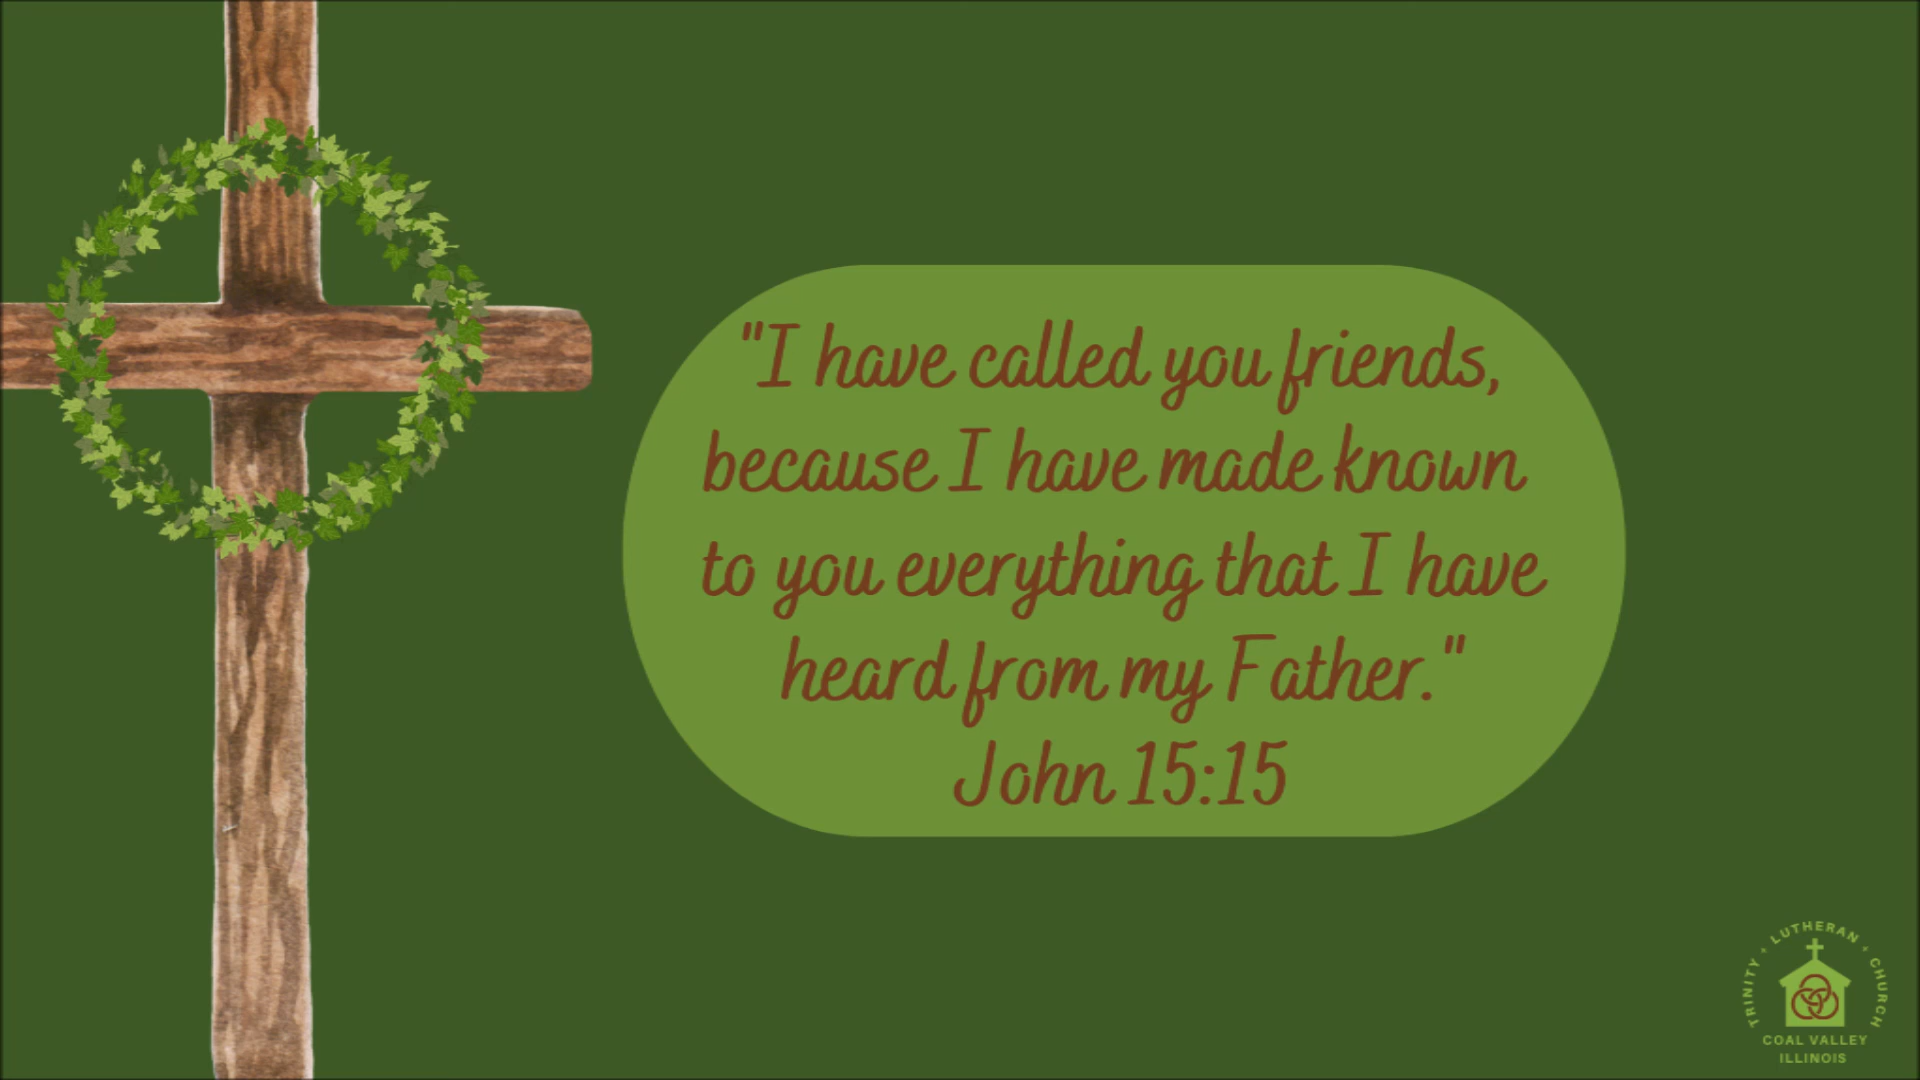 "I have called you friends,
because I have made known
to you everything that I have
heard from my Father."
John 15:15
TRINITY + LUTHERAN + CHURCH
COAL VALLEY
ILLINOIS